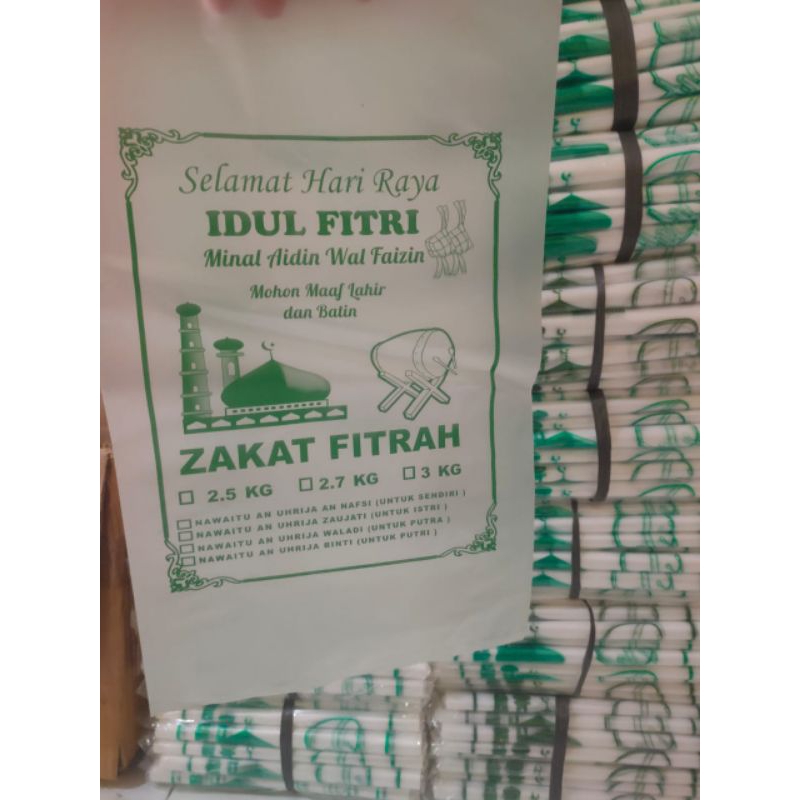 Selamat Hari Raya
IDUL FITRI
Minal Aidin Wal Faizin
Mohon Maaf Lahir
dan Batin
ZAKAT FITRAH
2.5 KG 2.7 KG 3 KG
NAWAITU AN UHRIJA AN NAFSI (UNTUK SENDIRI )
NAWAITU AN UHRIJA ZAUJATI (UNTUK ISTRI )
NAWAITU AN UHRIJA WALADI (UNTUK PUTRA )
NAWAITU AN UHRIJA BINTI (UNTUK PUTRI )